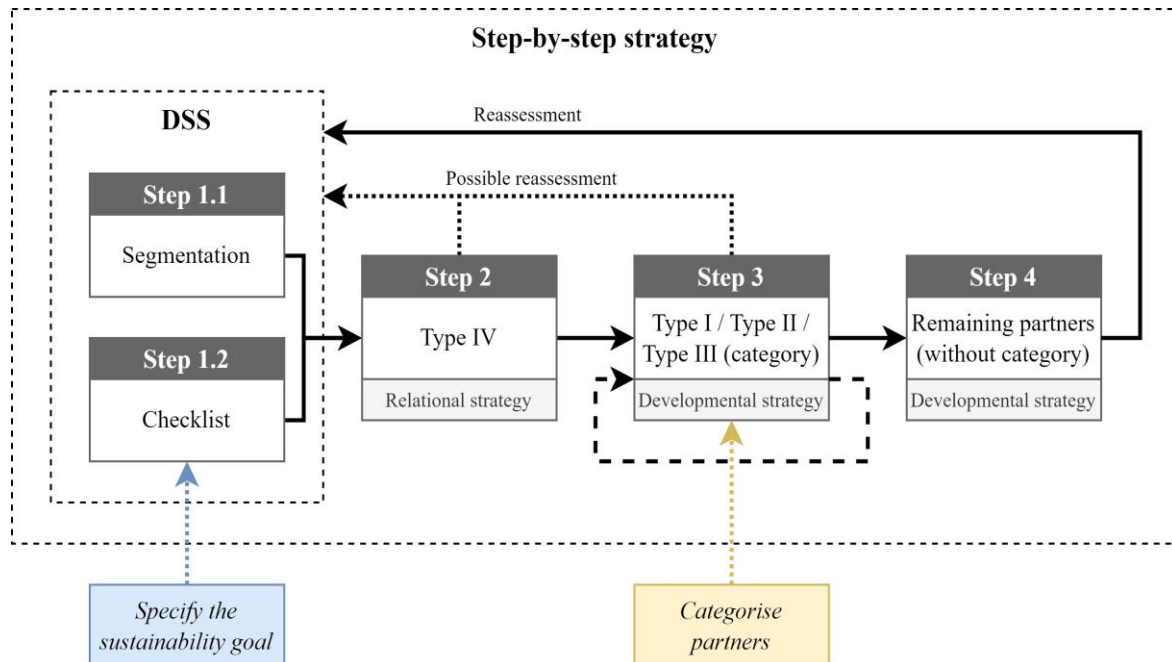 Step-by-step strategy
DSS
Reassessment
Possible reassessment
Step 1.1
Segmentation
Step 1.2
Checklist
Step 2
Type IV
Relational strategy
Step 3
Type I / Type II /
Type III (category)
Developmental strategy
Step 4
Remaining partners
(without category)
Developmental strategy
Specify the
sustainability goal
Categorise
partners